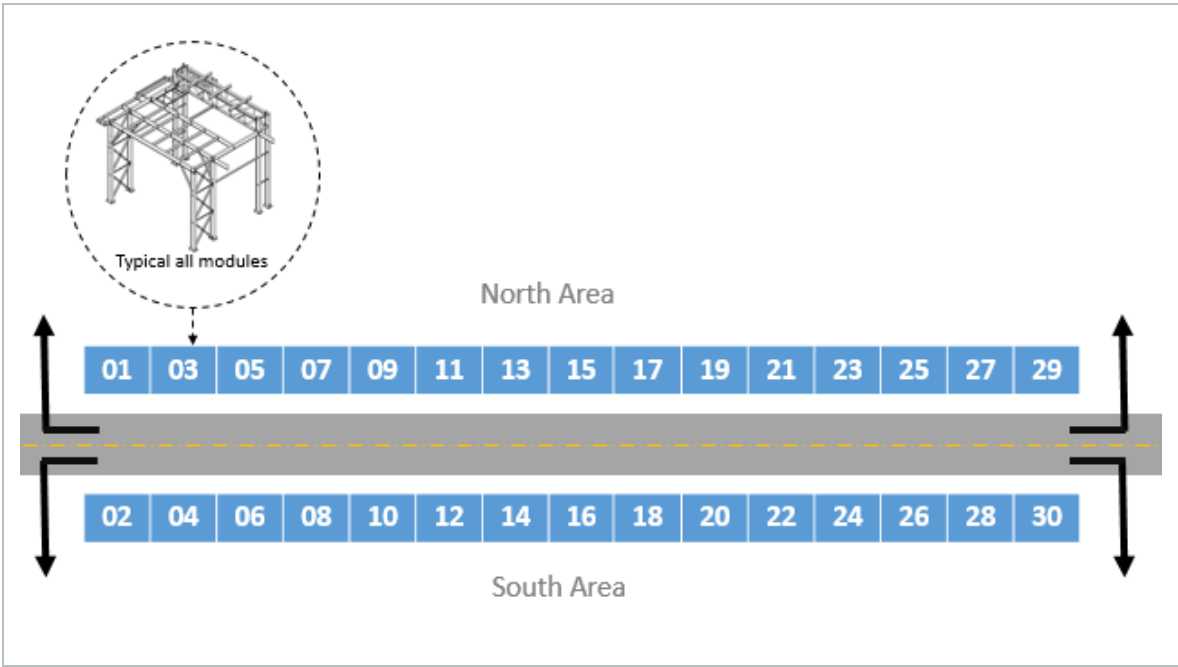 Typical all modules
North Area
01 03 05 07 09 11 13 15 17 19 21 23 25 27 29
02 04 06 08 10 12 14 16 18 20 22 24 26 28 30
South Area